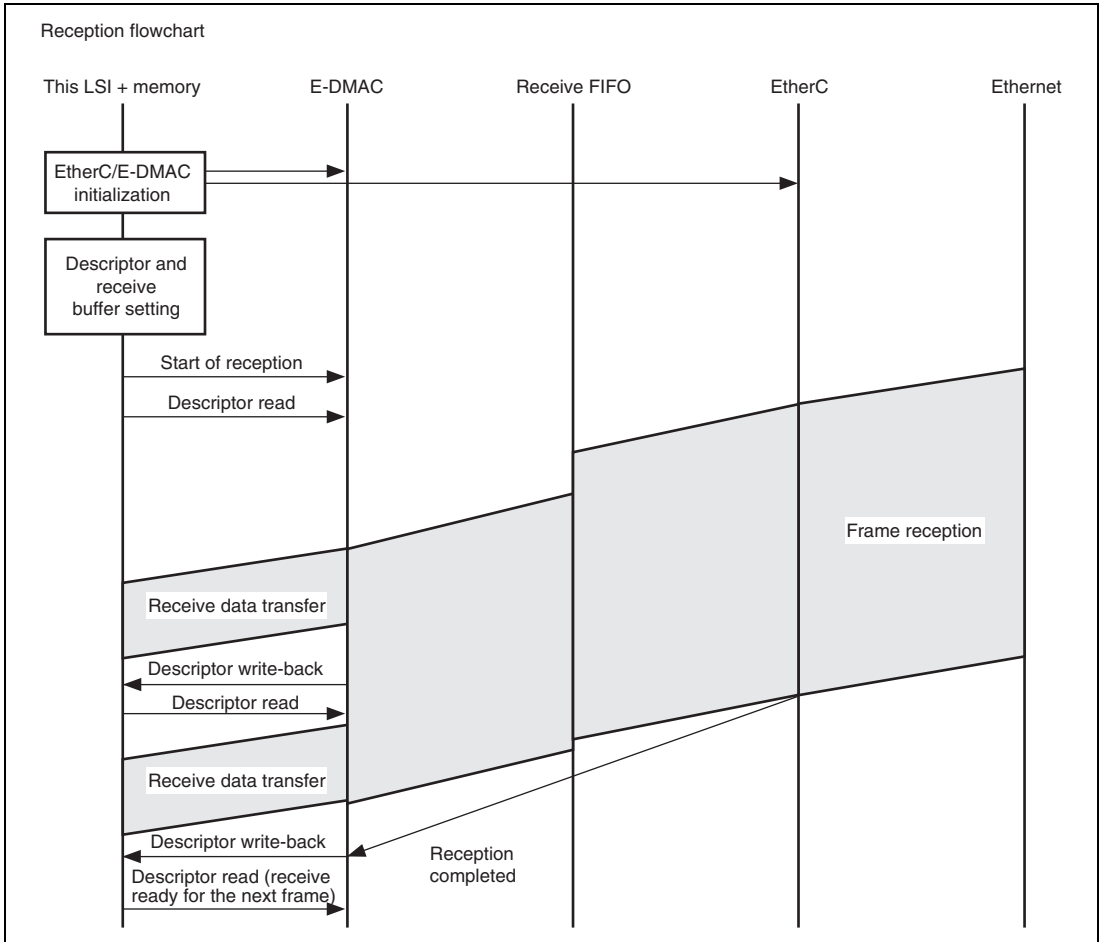 Reception flowchart
This LSI + memory
E-DMAC
Receive FIFO
EtherC
Ethernet
EtherC/E-DMAC
initialization
Descriptor and
receive
buffer setting
Start of reception
Descriptor read
Frame reception
Receive data transfer
Descriptor write-back
Descriptor read
Receive data transfer
Descriptor write-back
Reception
completed
Descriptor read (receive
ready for the next frame)